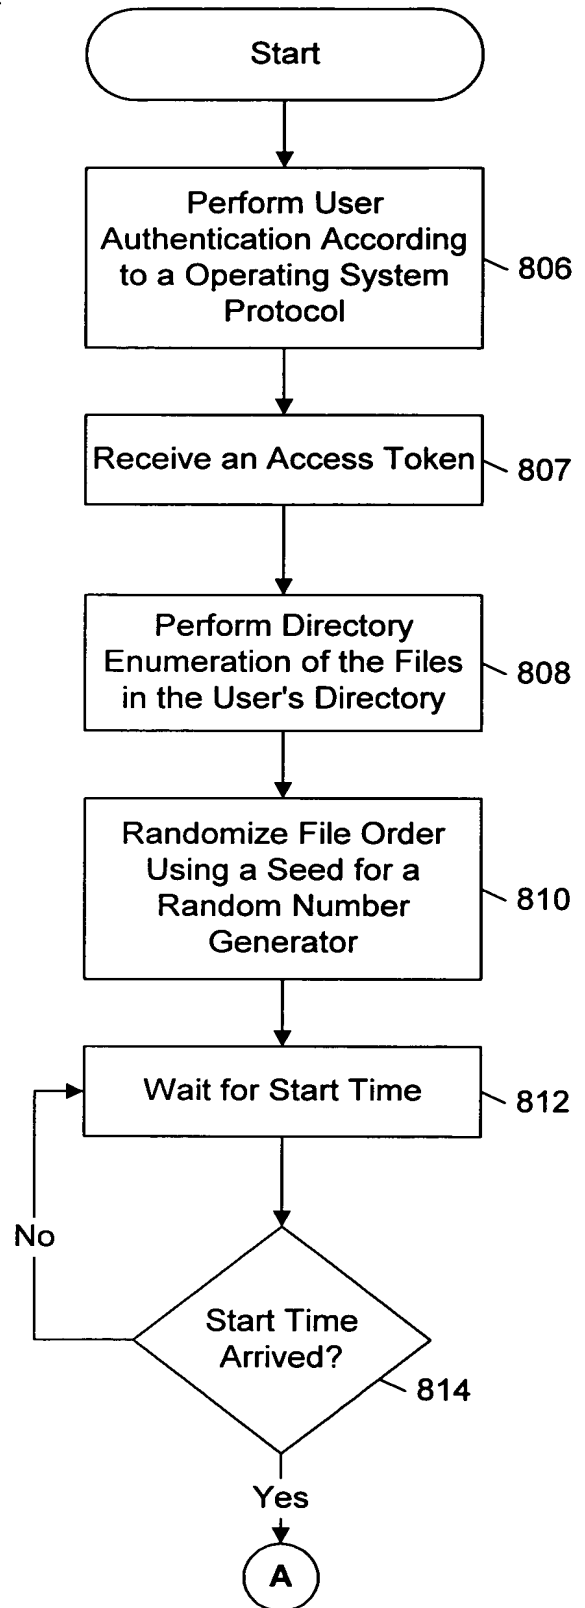 Start
Perform User
Authentication According
to a Operating System
Protocol
806
Receive an Access Token
807
Perform Directory
Enumeration of the Files
in the User's Directory
808
Randomize File Order
Using a Seed for a
Random Number
Generator
810
Wait for Start Time
812
No
Start Time
Arrived?
814
Yes
A